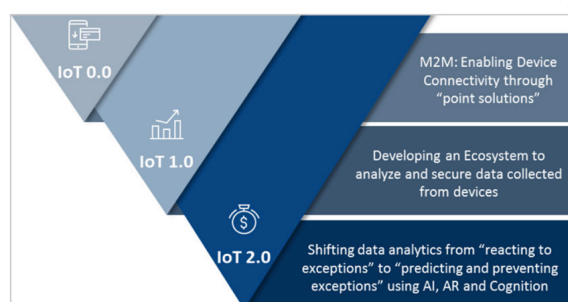 IoT 0.0
M2M: Enabling Device
Connectivity through
“point solutions”
IoT 1.0
Developing an Ecosystem to
analyze and secure data collected
from devices
$
IoT 2.0
Shifting data analytics from “reacting to
exceptions” to “predicting and preventing
exceptions” using AI, AR and Cognition